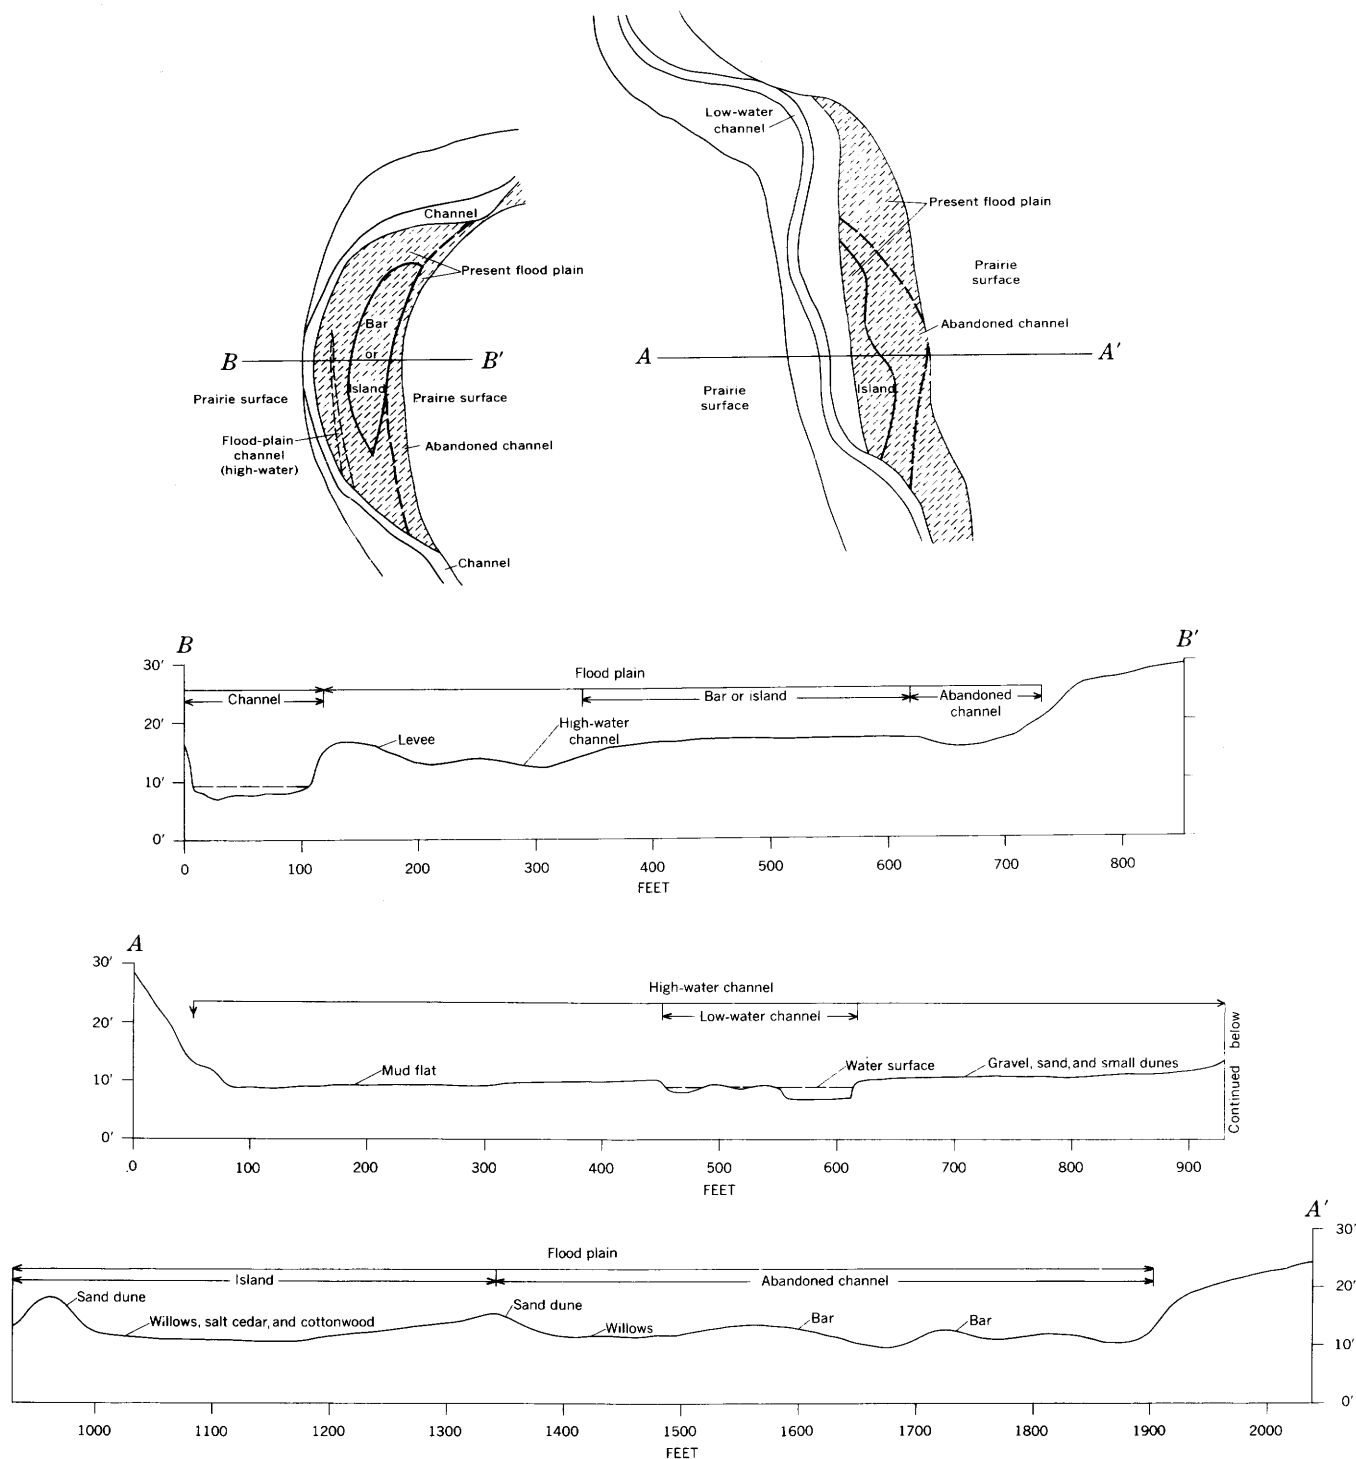 Low-water
channel
Channel
Present flood plain
Bar
or
Island
B
B'
Prairie surface
Prairie surface
Flood-plain
channel
(high-water)
Abandoned channel
Channel
Present flood plain
Prairie
surface
Abandoned channel
A
A'
Prairie
surface
Island
B
B'
30'
20'
10'
0'
Flood plain
Channel
Bar or island
Abandoned
channel
Levee
High-water
channel
0 100 200 300 400 500 600 700 800
FEET
A
30'
20'
10'
0'
High-water channel
Low-water channel
Mud flat
Water surface
Gravel, sand, and small dunes
Continued below
0 100 200 300 400 500 600 700 800 900
FEET
A'
30'
20'
10'
0'
Flood plain
Island
Abandoned channel
Sand dune
Willows, salt cedar, and cottonwood
Sand dune
Willows
Bar
Bar
1000 1100 1200 1300 1400 1500 1600 1700 1800 1900 2000
FEET